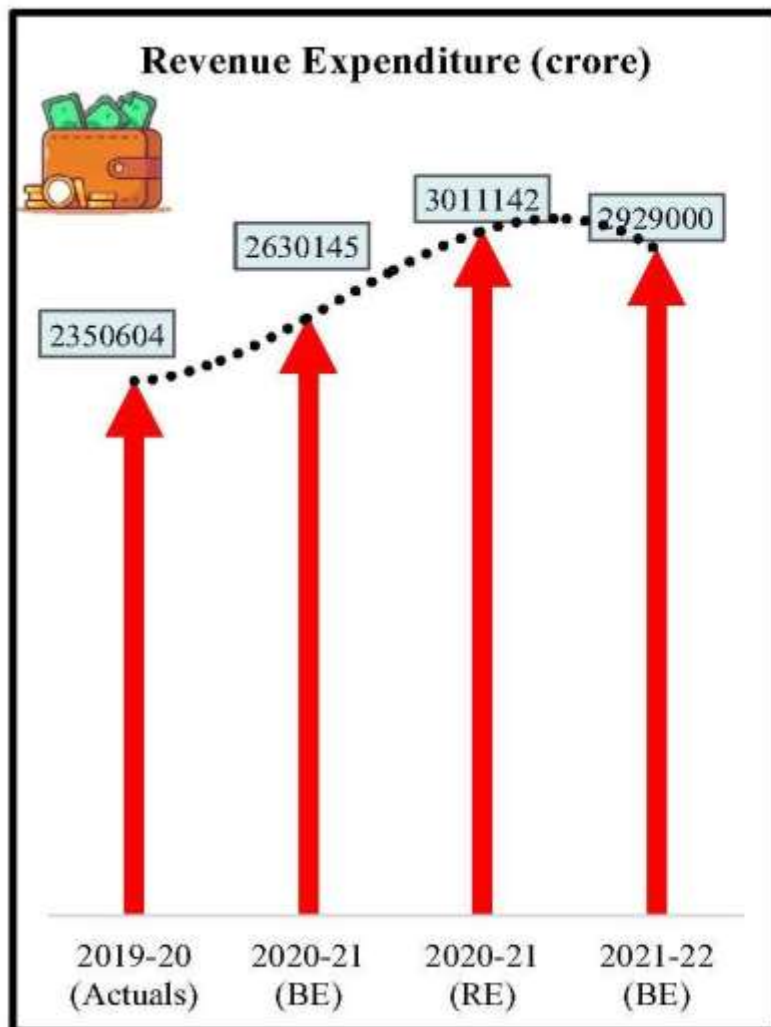 Revenue Expenditure (crore)
3011142
2929000
2630145
2350604
2019-20 2020-21 2020-21 2021-22
(Actuals) (BE) (RE) (BE)